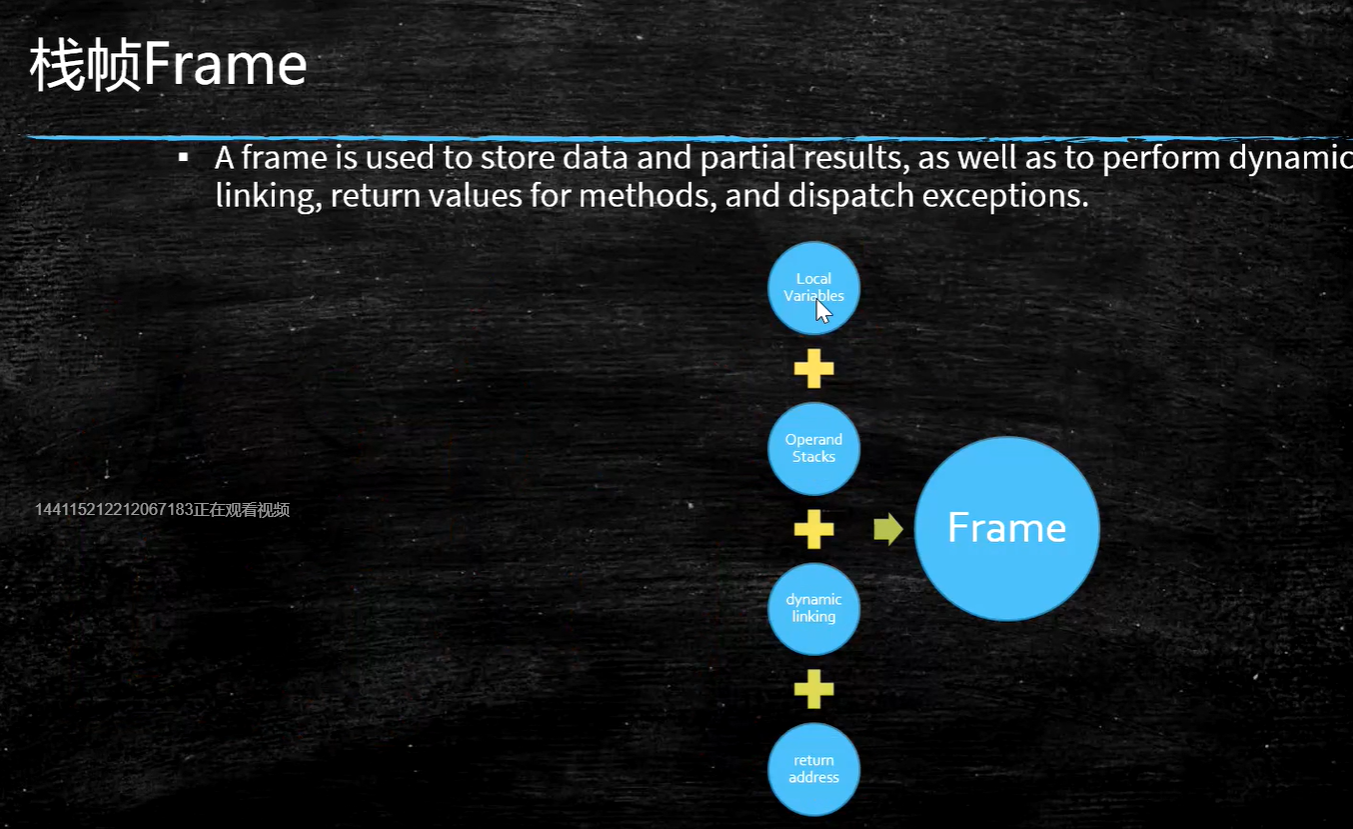 栈帧Frame
▪ A frame is used to store data and partial results, as well as to perform dynamic
linking, return values for methods, and dispatch exceptions.
Local
Variables
Operand
Stacks
dynamic
linking
return
address
Frame
144115212212067183正在观看视频